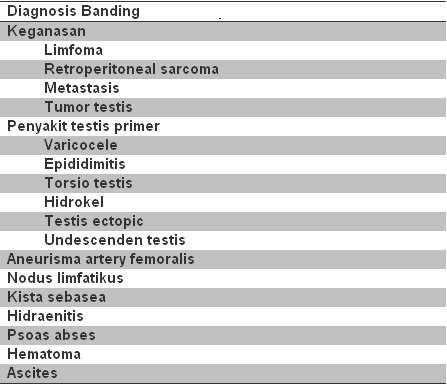 Diagnosis Banding
Keganasan
Limfoma
Retroperitoneal sarcoma
Metastasis
Tumor testis
Penyakit testis primer
Varicocele
Epididimitis
Torsio testis
Hidrokel
Testis ectopic
Undescenden testis
Aneurisma artery femoralis
Nodus limfatikus
Kista sebasea
Hidraenitis
Psoas abses
Hematoma
Ascites